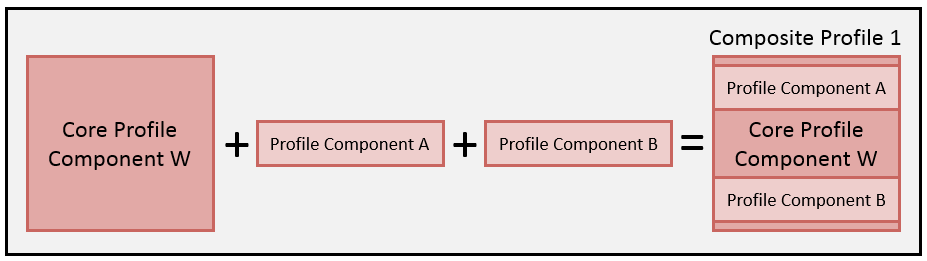 Composite Profile 1
Core Profile
Component W
+
Profile Component A
+
Profile Component B
=
Profile Component A
Core Profile
Component W
Profile Component B